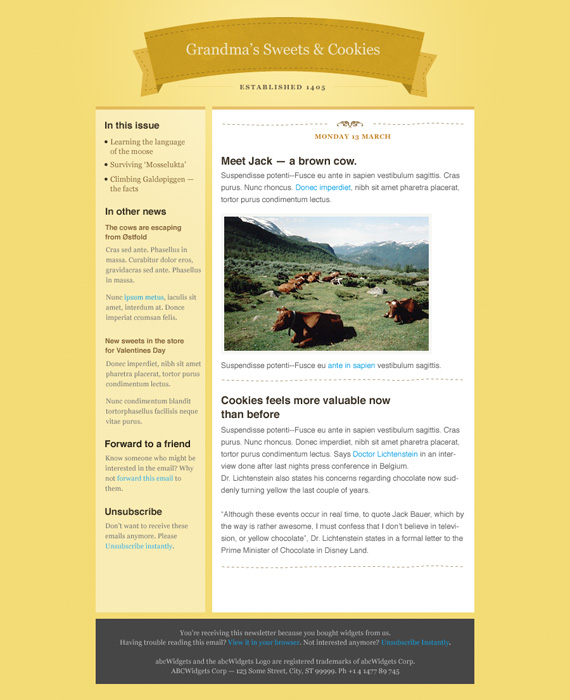 Grandma's Sweets & Cookies
ESTABLISHED 1405
In this issue
Learning the language
of the moose
Surviving 'Mosselukta'
Climbing Galdøpiggen —
the facts
In other news
The cows are escaping
from Østfold
Cras sed ante. Phasellus in
massa. Curabitur dolor eros,
gravidacras sed ante. Phasellus
in massa.
Nunc ipsum metus, iaculis sit
amet, interdum at. Donce
imperiat ccomsan felis.
New sweets in the store
for Valentines Day
Donec imperdiet, nibh sit amet
pharetra placerat, tortor purus
condimentum lectus.
Nunc condimentum blandit
tortorphasellus facilisis neque
vitae purus.
Forward to a friend
Know someone who might be
interested in the email? Why
not forward this email to
them.
Unsubscribe
Don't want to receive these
emails anymore. Please
Unsubscribe instantly.
MONDAY 13 MARCH
Meet Jack — a brown cow.
Suspendisse potenti--Fusce eu ante in sapien vestibulum sagittis. Cras
purus. Nunc rhoncus. Donec imperdiet, nibh sit amet pharetra placerat,
tortor purus condimentum lectus.
Suspendisse potenti--Fusce eu ante in sapien vestibulum sagittis.
Cookies feels more valuable now
than before
Suspendisse potenti--Fusce eu ante in sapien vestibulum sagittis. Cras
purus. Nunc rhoncus. Donec imperdiet, nibh sit amet pharetra placerat,
tortor purus condimentum lectus. Says Doctor Lichtenstein in an inter-
view done after last nights press conference in Belgium.
Dr. Lichtenstein also states his concerns regarding chocolate now sud-
denly turning yellow the last couple of years.
"Although these events occur in real time, to quote Jack Bauer, which by
the way is rather awesome, I must confess that I don't believe in televi-
sion, or yellow chocolate", Dr. Lichtenstein states in a formal letter to the
Prime Minister of Chocolate in Disney Land.
You're receiving this newsletter because you bought widgets from us.
Having trouble reading this email? View it in your browser. Not interested anymore? Unsubscribe Instantly.
abcWidgets and the abcWidgets Logo are registered trademarks of abcWidgets Corp.
ABCWidgets Corp — 123 Some Street, City, ST 99999. Ph +1 4 1477 89 745